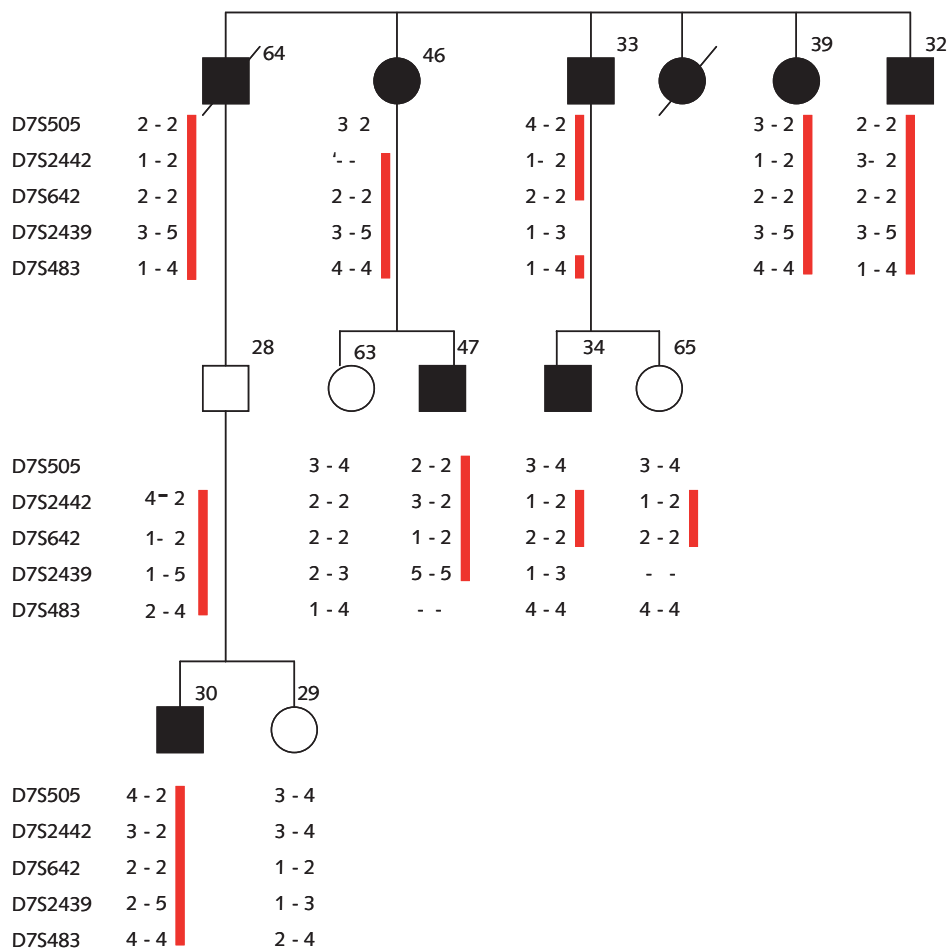 64 46 33 39 32
D7S505 2 - 2 3 2 4 - 2 3 - 2 2 - 2
D7S2442 1 - 2 ‘- - 1- 2 1 - 2 3- 2
D7S642 2 - 2 2 - 2 2 - 2 2 - 2 2 - 2
D7S2439 3 - 5 3 - 5 1 - 3 3 - 5 3 - 5
D7S483 1 - 4 4 - 4 1 - 4 4 - 4 1 - 4
28 63 47 34 65
D7S505 3 - 4 2 - 2 3 - 4 3 - 4
D7S2442 4- 2 2 - 2 3 - 2 1 - 2 1 - 2
D7S642 1- 2 2 - 2 1 - 2 2 - 2 2 - 2
D7S2439 1 - 5 2 - 3 5 - 5 1 - 3 - -
D7S483 2 - 4 1 - 4 - - 4 - 4 4 - 4
30 29
D7S505 4 - 2 3 - 4
D7S2442 3 - 2 3 - 4
D7S642 2 - 2 1 - 2
D7S2439 2 - 5 1 - 3
D7S483 4 - 4 2 - 4